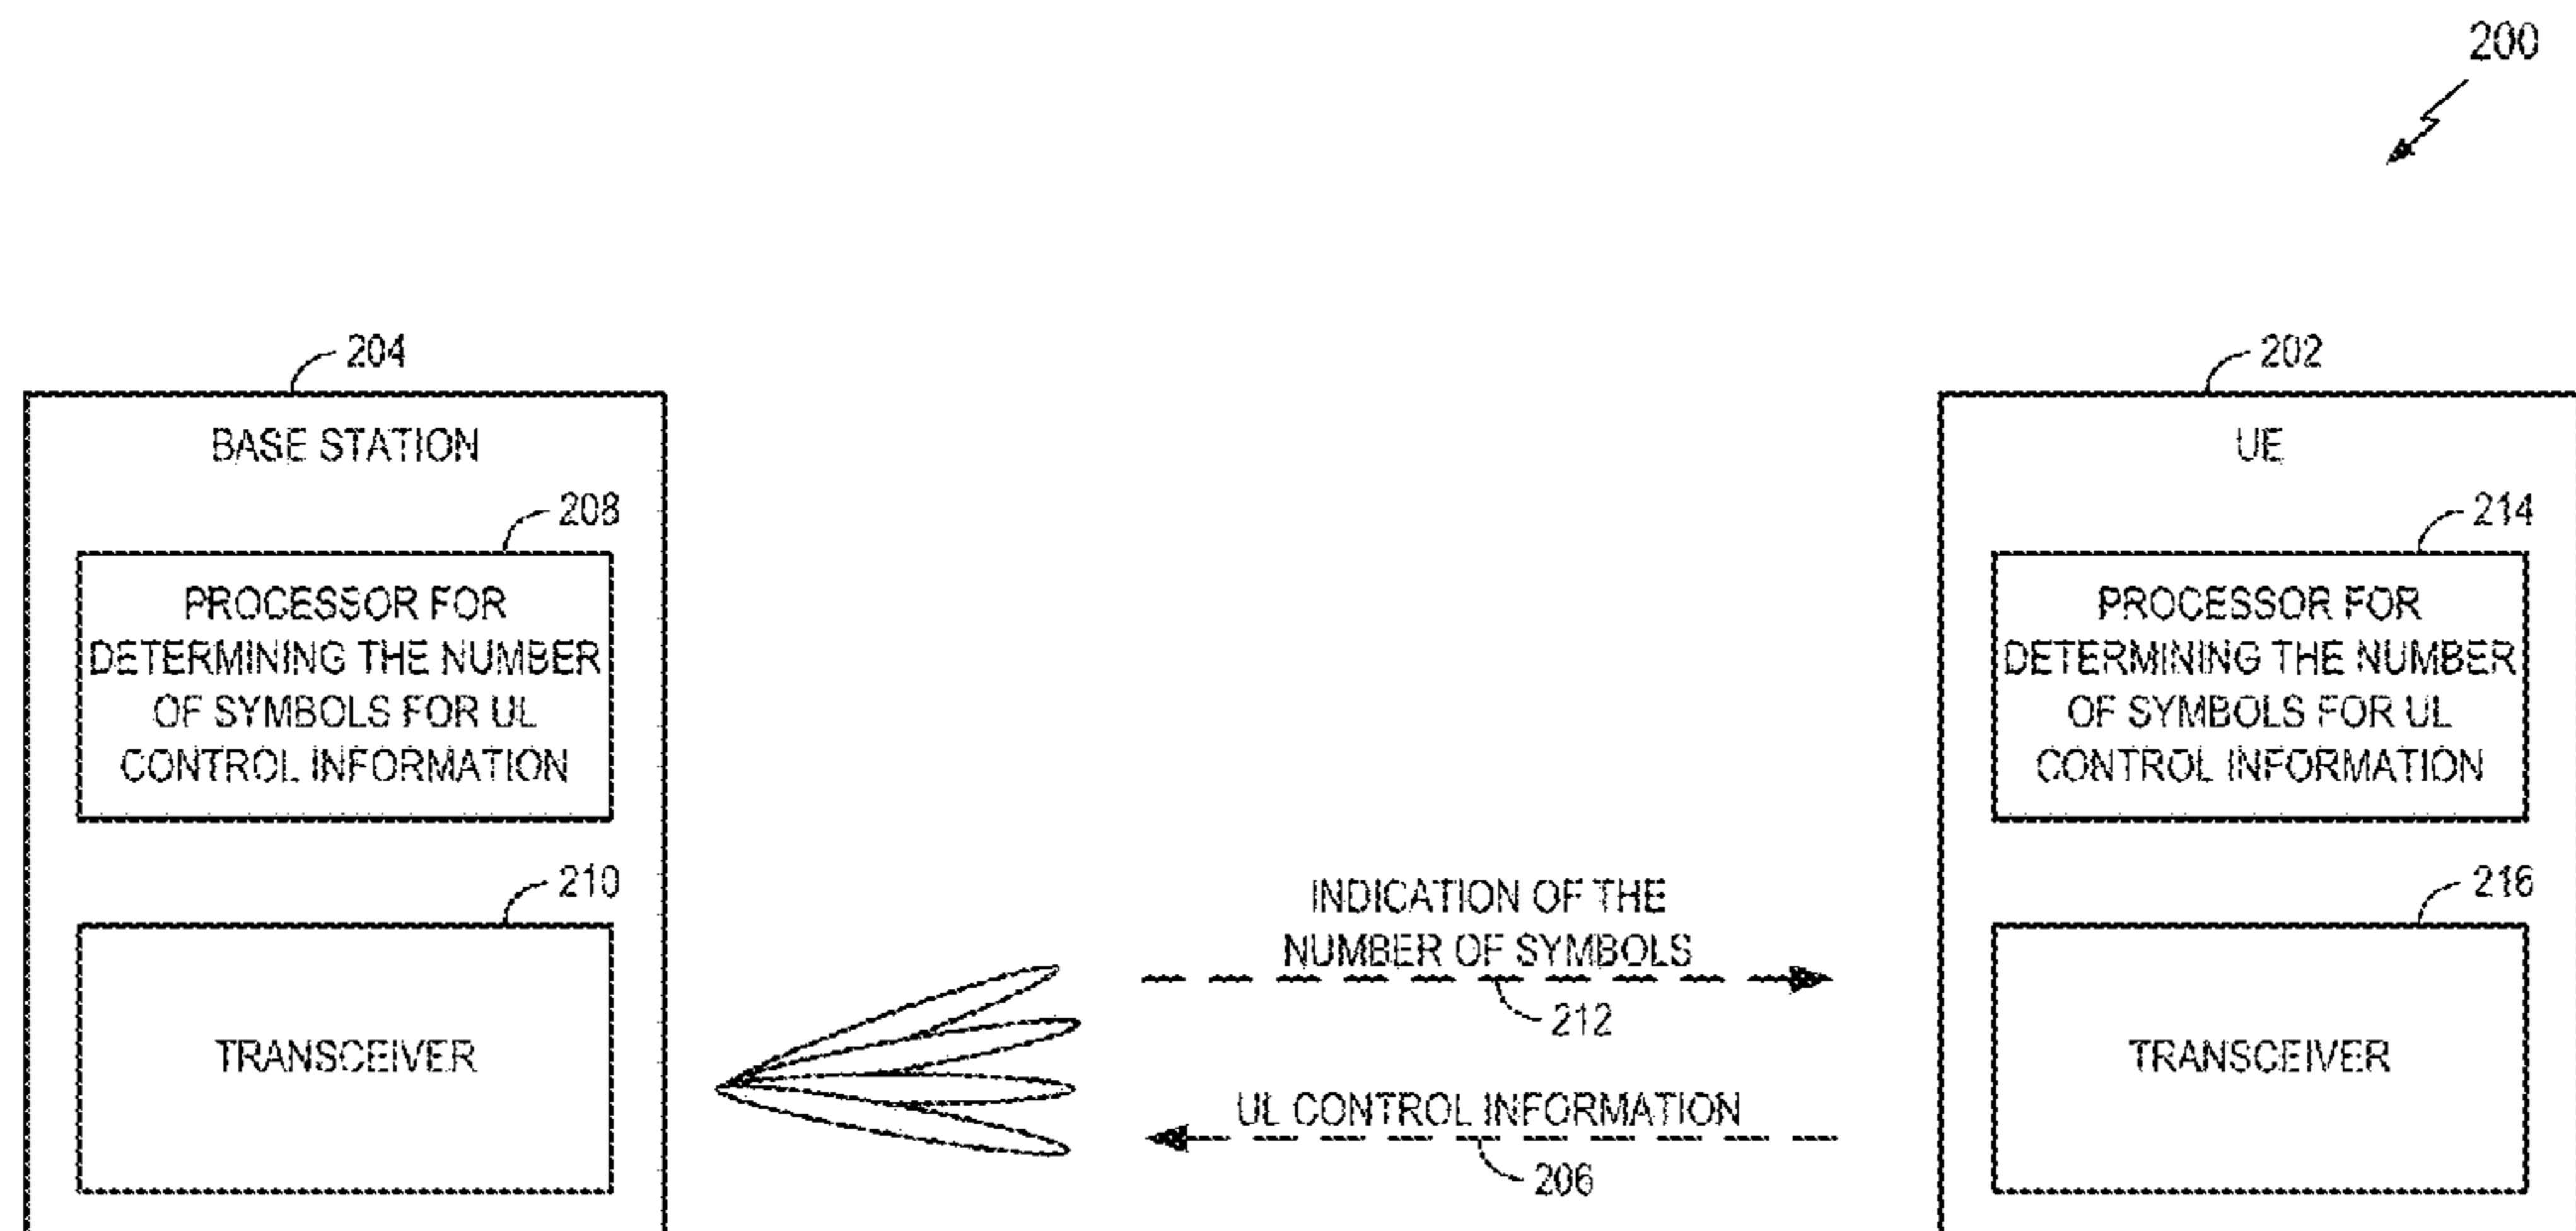 200
204
BASE STATION
208
PROCESSOR FOR
DETERMINING THE NUMBER
OF SYMBOLS FOR UL
CONTROL INFORMATION
210
TRANSCEIVER
INDICATION OF THE
NUMBER OF SYMBOLS
212
UL CONTROL INFORMATION
206
202
UE
214
PROCESSOR FOR
DETERMINING THE NUMBER
OF SYMBOLS FOR UL
CONTROL INFORMATION
216
TRANSCEIVER